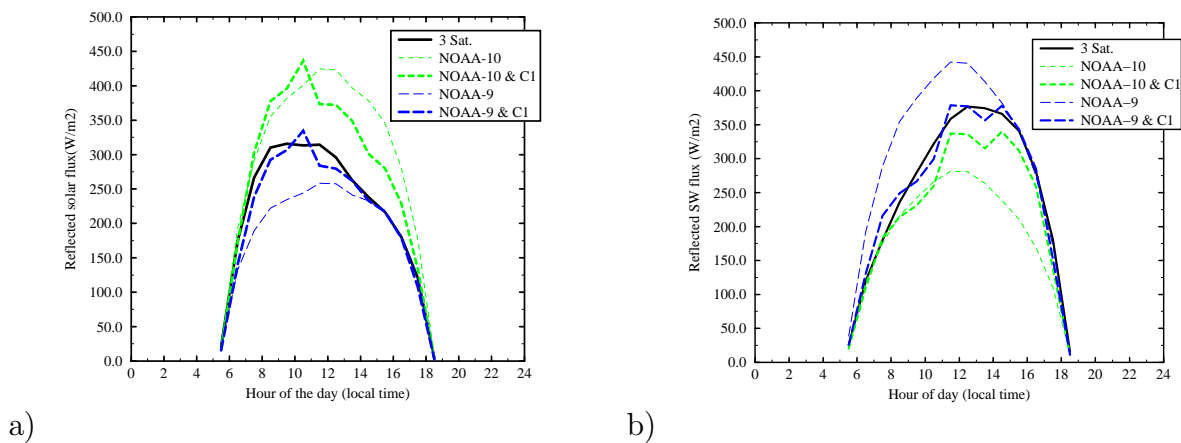 500.0
450.0
400.0
350.0
300.0
250.0
200.0
150.0
100.0
50.0
0.0
Reflected solar flux(W/m2)
0 2 4 6 8 10 12 14 16 18 20 22 24
Hour of the day (local time)
3 Sat.
NOAA-10
NOAA-10 & C1
NOAA-9
NOAA-9 & C1
a)
500.0
450.0
400.0
350.0
300.0
250.0
200.0
150.0
100.0
50.0
0.0
Reflected SW flux (W/m2)
0 2 4 6 8 10 12 14 16 18 20 22 24
Hour of day (local time)
3 Sat.
NOAA−10
NOAA−10 & C1
NOAA−9
NOAA−9 & C1
b)